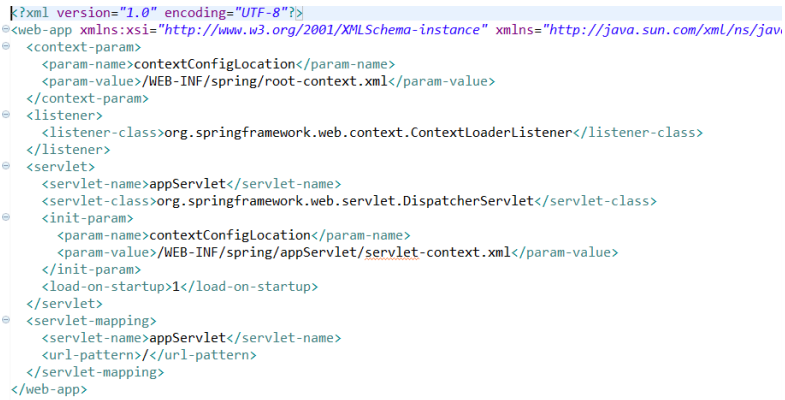 <?xml version="1.0" encoding="UTF-8"?>
<web-app xmlns:xsi="http://www.w3.org/2001/XMLSchema-instance" xmlns="http://java.sun.com/xml/ns/jav
<context-param>
<param-name>contextConfigLocation</param-name>
<param-value>/WEB-INF/spring/root-context.xml</param-value>
</context-param>
<listener>
<listener-class>org.springframework.web.context.ContextLoaderListener</listener-class>
</listener>
<servlet>
<servlet-name>appServlet</servlet-name>
<servlet-class>org.springframework.web.servlet.DispatcherServlet</servlet-class>
<init-param>
<param-name>contextConfigLocation</param-name>
<param-value>/WEB-INF/spring/appServlet/servlet-context.xml</param-value>
</init-param>
<load-on-startup>1</load-on-startup>
</servlet>
<servlet-mapping>
<servlet-name>appServlet</servlet-name>
<url-pattern>/</url-pattern>
</servlet-mapping>
</web-app>